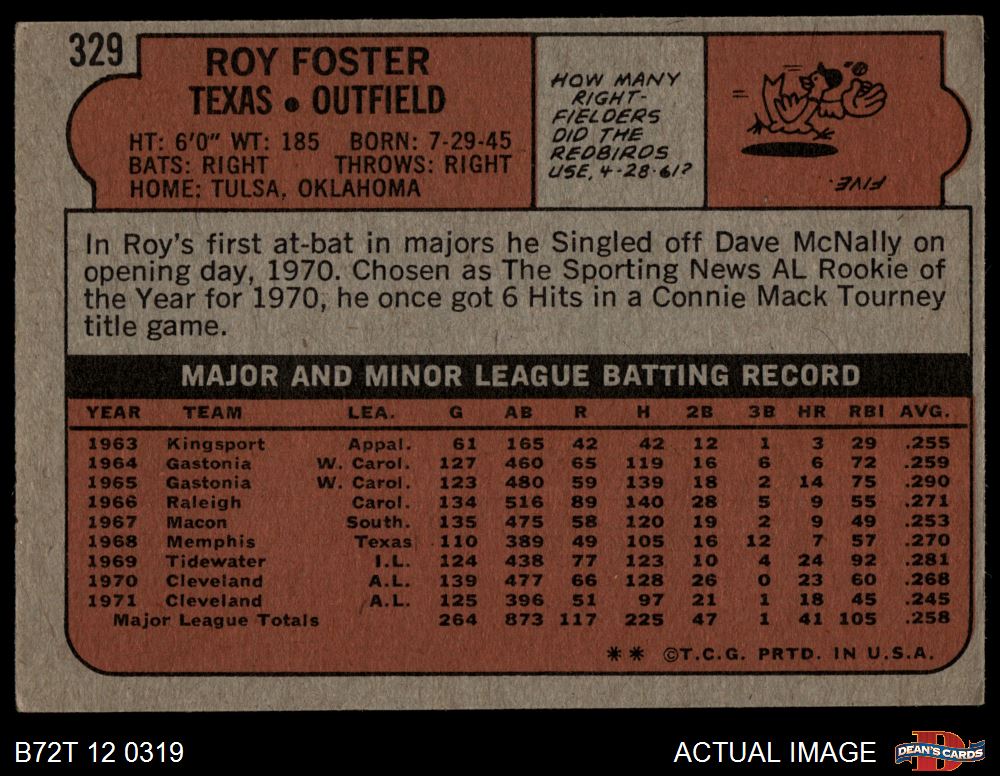 329
ROY FOSTER
TEXAS • OUTFIELD
HT: 6'0" WT: 185 BORN: 7-29-45
BATS: RIGHT THROWS: RIGHT
HOME: TULSA, OKLAHOMA
HOW MANY
RIGHT-
FIELDERS
DID THE
REDBIRDS
USE, 4-28-61?
FIVE.
In Roy's first at-bat in majors he Singled off Dave McNally on
opening day, 1970. Chosen as The Sporting News AL Rookie of
the Year for 1970, he once got 6 Hits in a Connie Mack Tourney
title game.
MAJOR AND MINOR LEAGUE BATTING RECORD
YEAR TEAM LEA. G AB R H 2B 3B HR RBI AVG.
1963 Kingsport Appal. 61 165 42 42 12 1 3 29 .255
1964 Gastonia W. Carol. 127 460 65 119 16 6 6 72 .259
1965 Gastonia W. Carol. 123 480 59 139 18 2 14 75 .290
1966 Raleigh Carol. 134 516 89 140 28 5 9 55 .271
1967 Macon South. 135 475 58 120 19 2 9 49 .253
1968 Memphis Texas 110 389 49 105 16 12 7 57 .270
1969 Tidewater I.L. 124 438 77 123 10 4 24 92 .281
1970 Cleveland A.L. 139 477 66 128 26 0 23 60 .268
1971 Cleveland A.L. 125 396 51 97 21 1 18 45 .245
Major League Totals 264 873 117 225 47 1 41 105 .258
** ©T.C.G. PRTD. IN U.S.A.
B72T 12 0319
ACTUAL IMAGE
DEAN'S CARDS